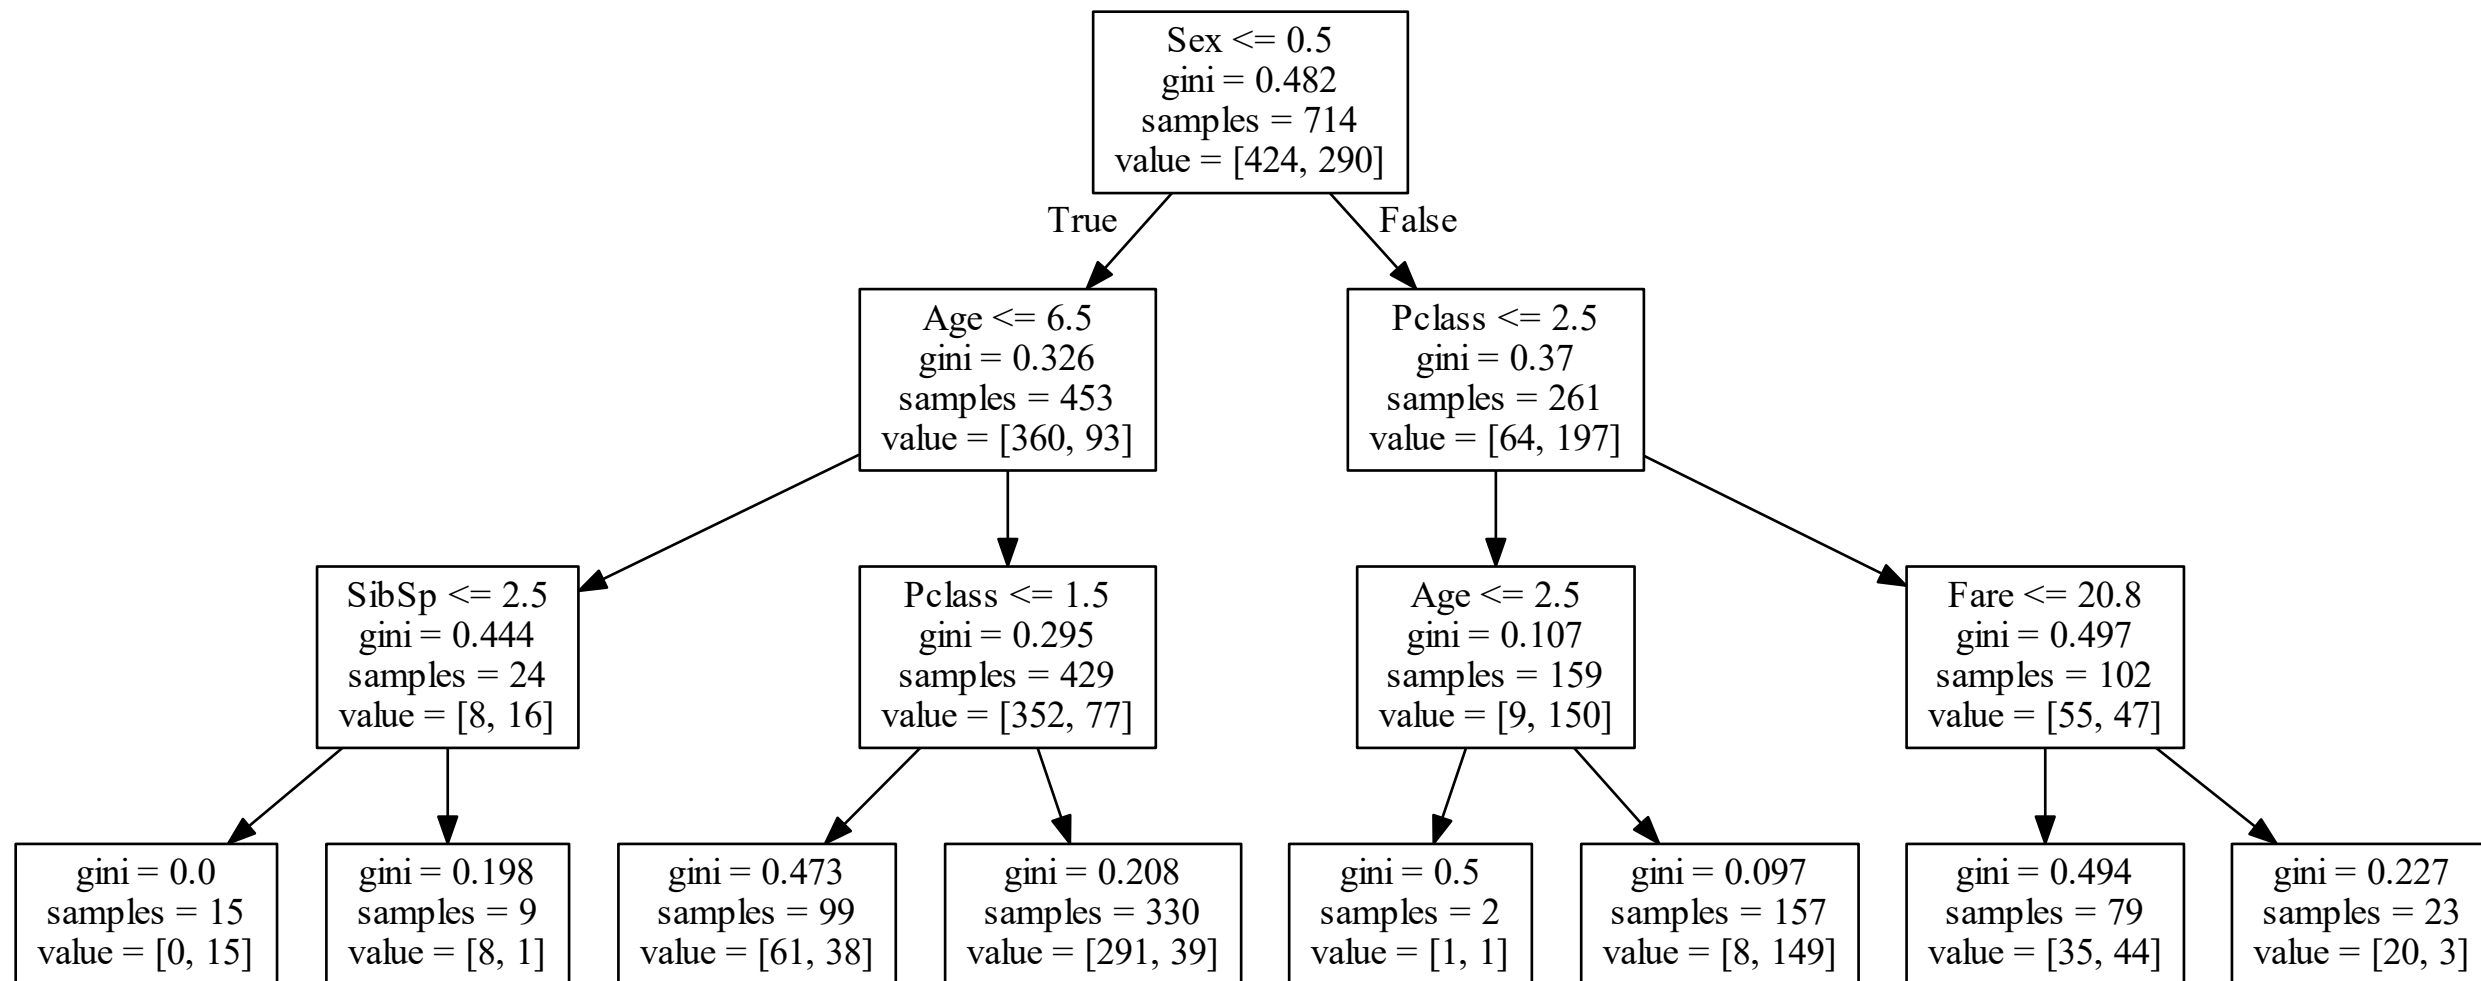 Sex <= 0.5
gini = 0.482
samples = 714
value = [424, 290]
True
False
Age <= 6.5
gini = 0.326
samples = 453
value = [360, 93]
Pclass <= 2.5
gini = 0.37
samples = 261
value = [64, 197]
SibSp <= 2.5
gini = 0.444
samples = 24
value = [8, 16]
Pclass <= 1.5
gini = 0.295
samples = 429
value = [352, 77]
Age <= 2.5
gini = 0.107
samples = 159
value = [9, 150]
Fare <= 20.8
gini = 0.497
samples = 102
value = [55, 47]
gini = 0.0
samples = 15
value = [0, 15]
gini = 0.198
samples = 9
value = [8, 1]
gini = 0.473
samples = 99
value = [61, 38]
gini = 0.208
samples = 330
value = [291, 39]
gini = 0.5
samples = 2
value = [1, 1]
gini = 0.097
samples = 157
value = [8, 149]
gini = 0.494
samples = 79
value = [35, 44]
gini = 0.227
samples = 23
value = [20, 3]